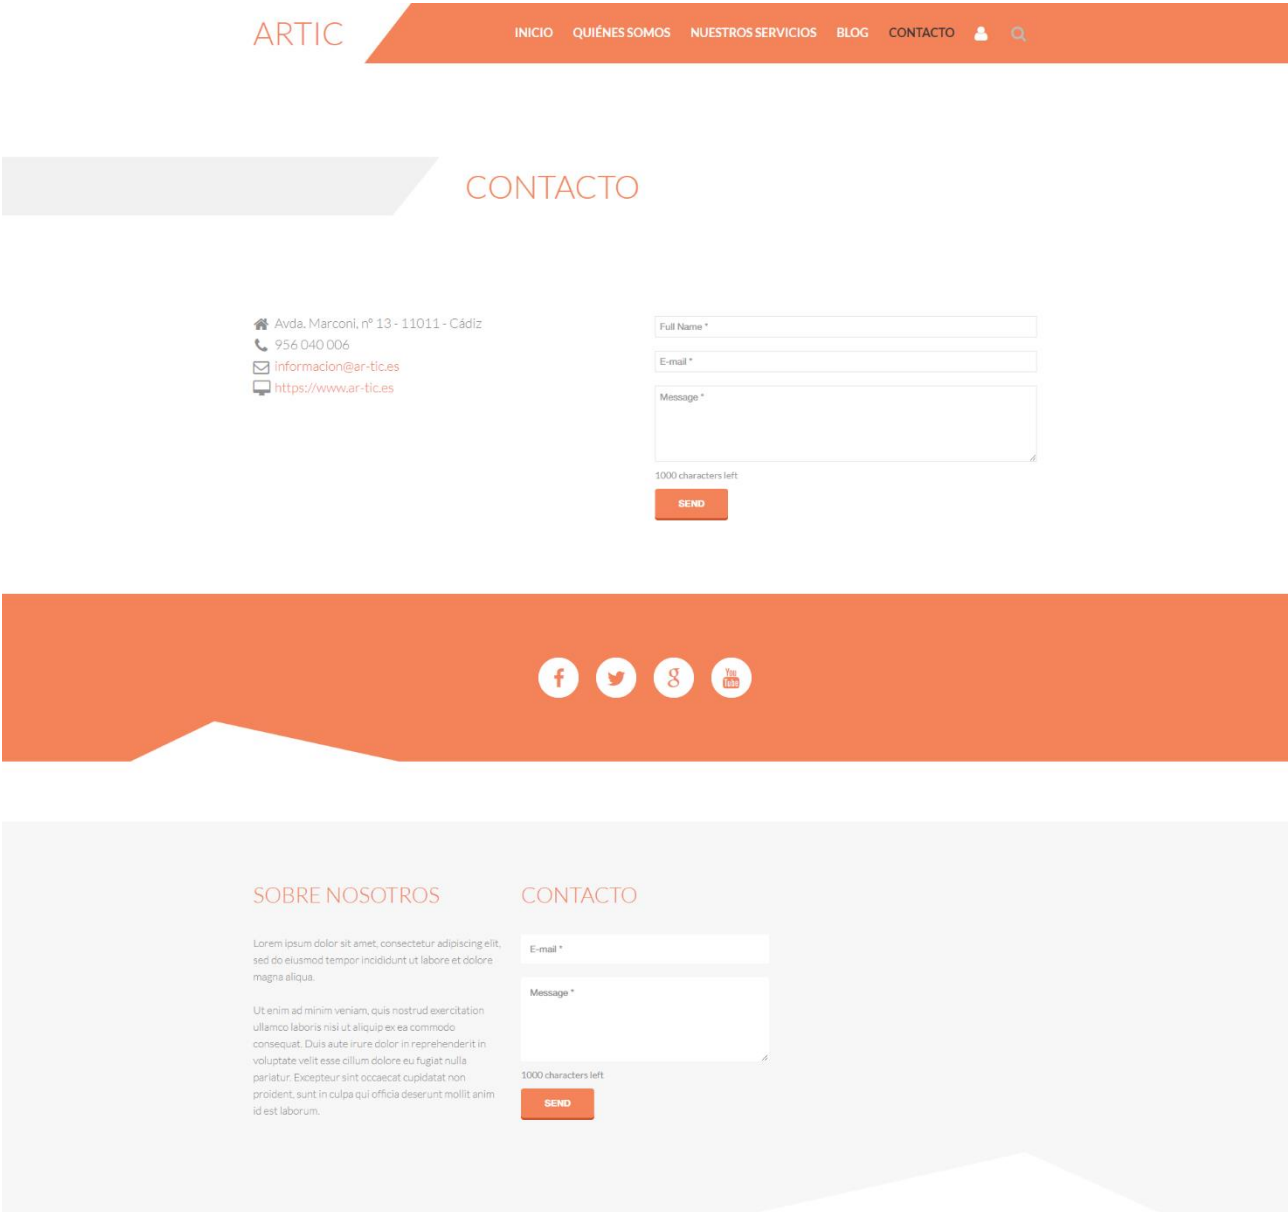 ARTIC
INICIO QUIÉNES SOMOS NUESTROS SERVICIOS BLOG CONTACTO
CONTACTO
Avda. Marconi, nº 13 - 11011 - Cádiz
956 040 006
informacion@ar-tic.es
https://www.ar-tic.es
Full Name *
E-mail *
Message *
1000 characters left
SEND
You
Tube
SOBRE NOSOTROS
Lorem ipsum dolor sit amet, consectetur adipiscing elit,
sed do eiusmod tempor incididunt ut labore et dolore
magna aliqua.
Ut enim ad minim veniam, quis nostrud exercitation
ullamco laboris nisi ut aliquip ex ea commodo
consequat. Duis aute irure dolor in reprehenderit in
voluptate velit esse cillum dolore eu fugiat nulla
pariatur. Excepteur sint occaecat cupidatat non
proident, sunt in culpa qui officia deserunt mollit anim
id est laborum.
CONTACTO
E-mail *
Message *
1000 characters left
SEND